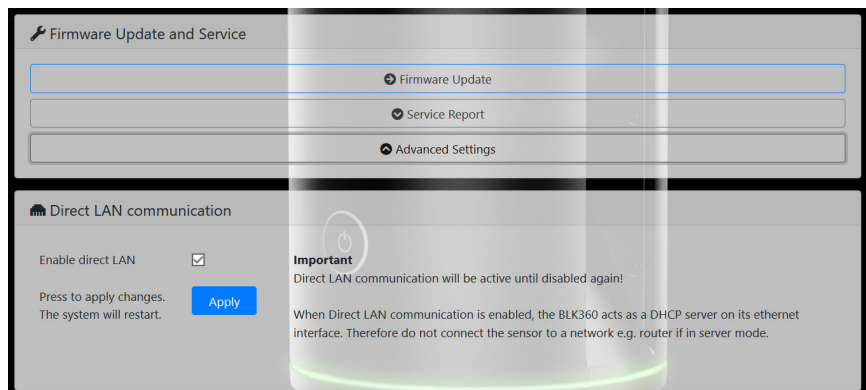 Firmware Update and Service
Firmware Update
Service Report
Advanced Settings
Direct LAN communication
Enable direct LAN
Press to apply changes.
The system will restart.
Apply
Important
Direct LAN communication will be active until disabled again!
When Direct LAN communication is enabled, the BLK360 acts as a DHCP server on its ethernet
interface. Therefore do not connect the sensor to a network e.g. router if in server mode.